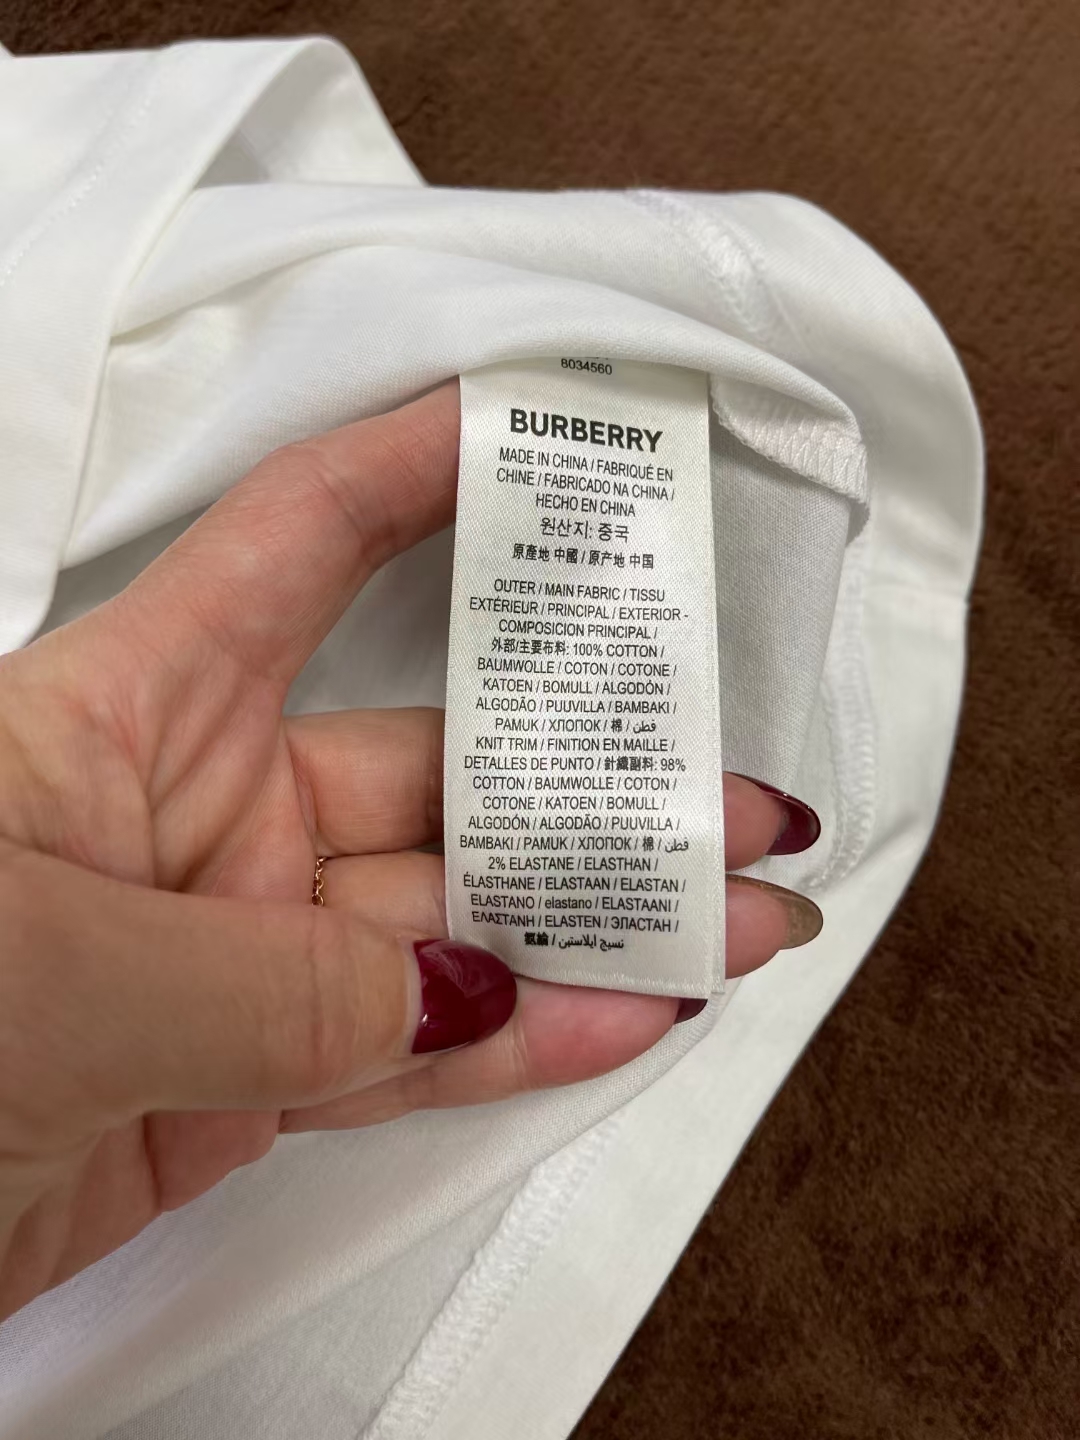 8034560
BURBERRY
MADE IN CHINA / FABRIQUÉ EN
CHINE / FABRICADO NA CHINA /
HECHO EN CHINA
원산지: 중국
原產地 中國 / 原产地 中国
OUTER / MAIN FABRIC / TISSU
EXTÉRIEUR / PRINCIPAL / EXTERIOR -
COMPOSICION PRINCIPAL /
外部/主要布料: 100% COTTON /
BAUMWOLLE / COTON / COTONE /
KATOEN / BOMULL / ALGODÓN /
ALGODÃO / PUUVILLA / BAMBAKI /
PAMUK / ХЛОПОК / 棉 / قطن
KNIT TRIM / FINITION EN MAILLE /
DETALLES DE PUNTO / 針織副料: 98%
COTTON / BAUMWOLLE / COTON /
COTONE / KATOEN / BOMULL /
ALGODÓN / ALGODÃO / PUUVILLA /
BAMBAKI / PAMUK / ХЛОПОК / 棉 / قطن
2% ELASTANE / ELASTHAN /
ÉLASTHANE / ELASTAAN / ELASTAN /
ELASTANO / elastano / ELASTAANI /
ΕΛΑΣΤΑΝΗ / ELASTEN / ЭЛАСТАН /
/ نسيج ايلاستين